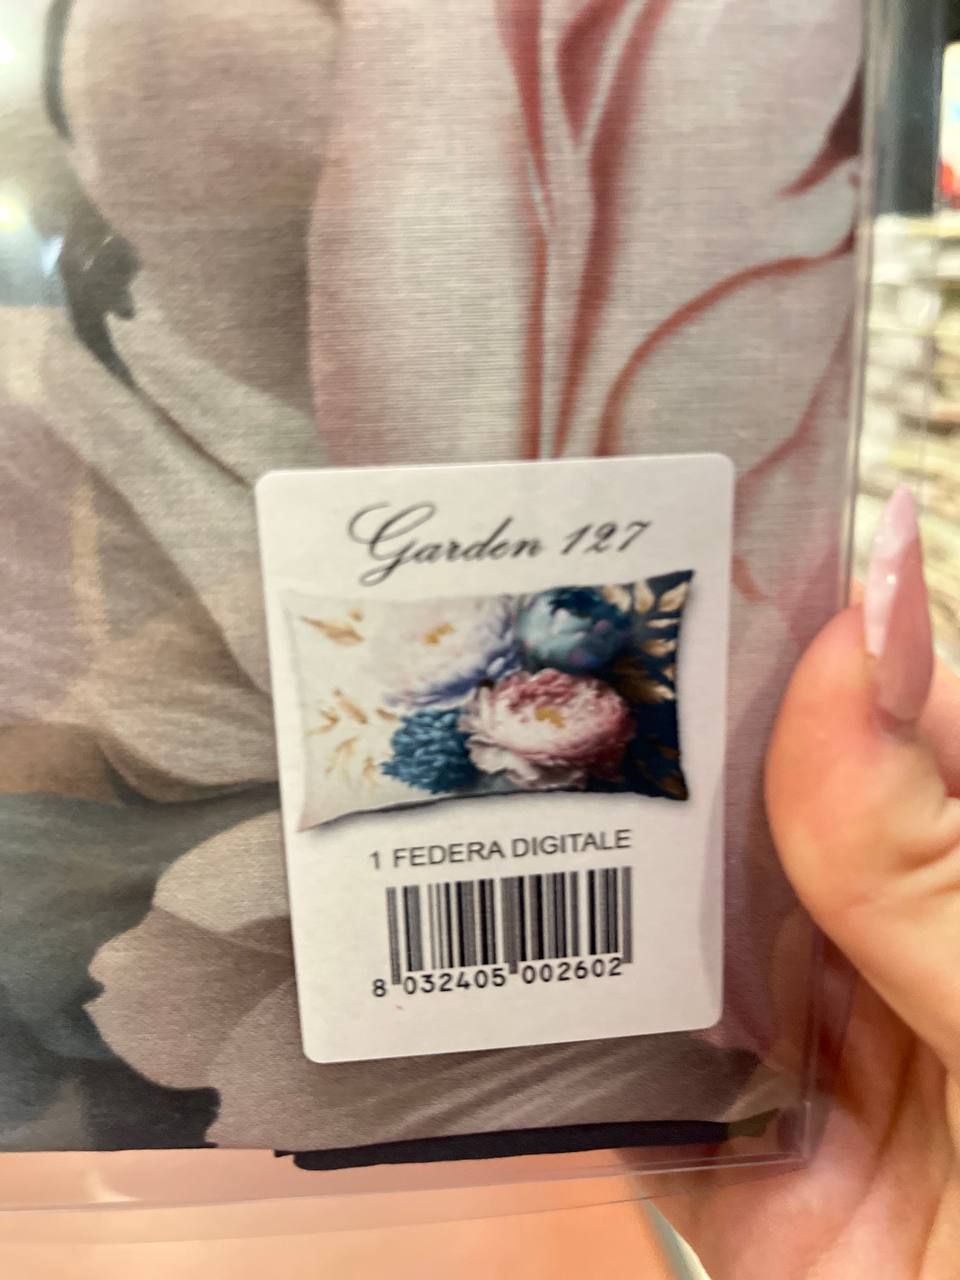 Garden 127
1 FEDERA DIGITALE
8 032405 002602